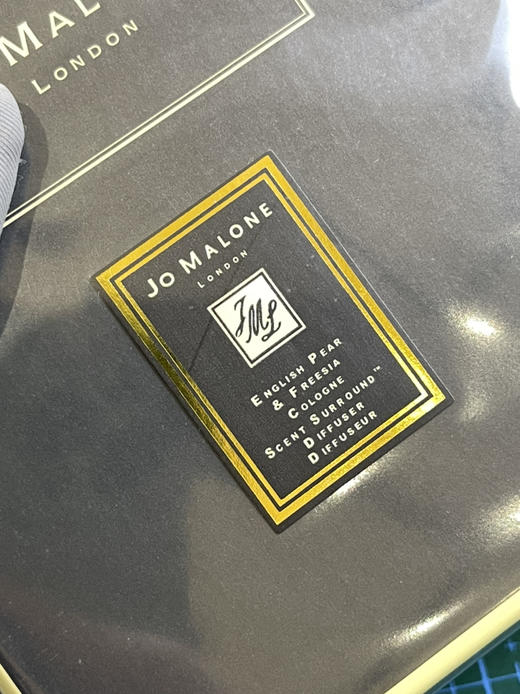 MAL
LONDON
JO MALONE
LONDON
JML
ENGLISH PEAR
& FREESIA
COLOGNE
SCENT SURROUND™
DIFFUSER
DIFFUSEUR